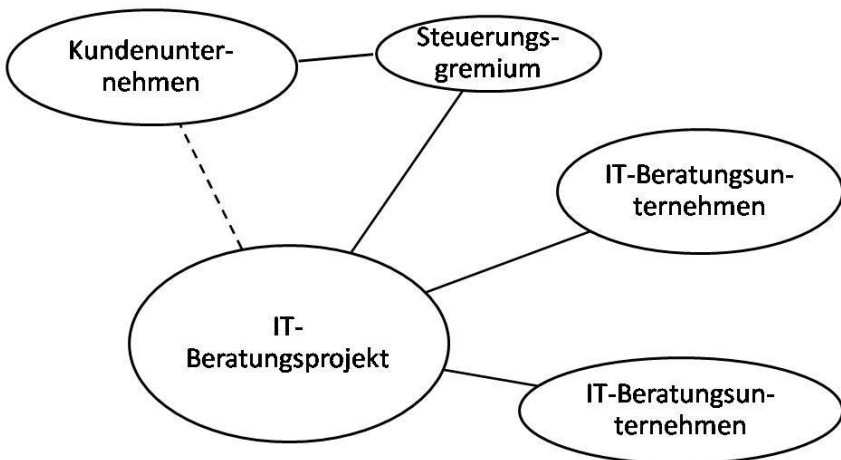 Kundenunter-
nehmen
Steuerungs-
gremium
IT-Beratungsun-
ternehmen
IT-
Beratungsprojekt
IT-Beratungsun-
ternehmen